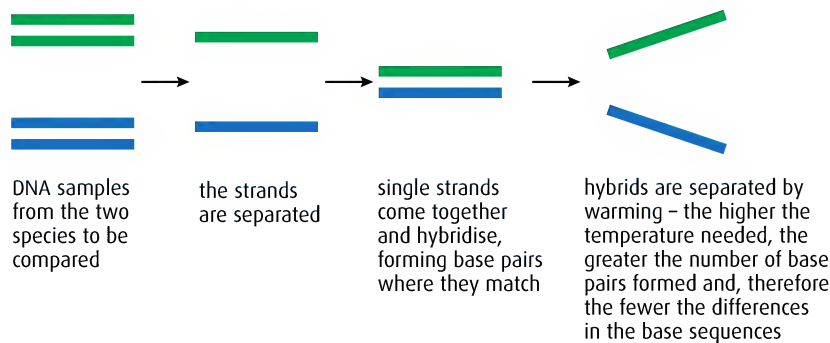 DNA samples
from the two
species to be
compared
the strands
are separated
single strands
come together
and hybridise,
forming base pairs
where they match
hybrids are separated by
warming – the higher the
temperature needed, the
greater the number of base
pairs formed and, therefore
the fewer the differences
in the base sequences